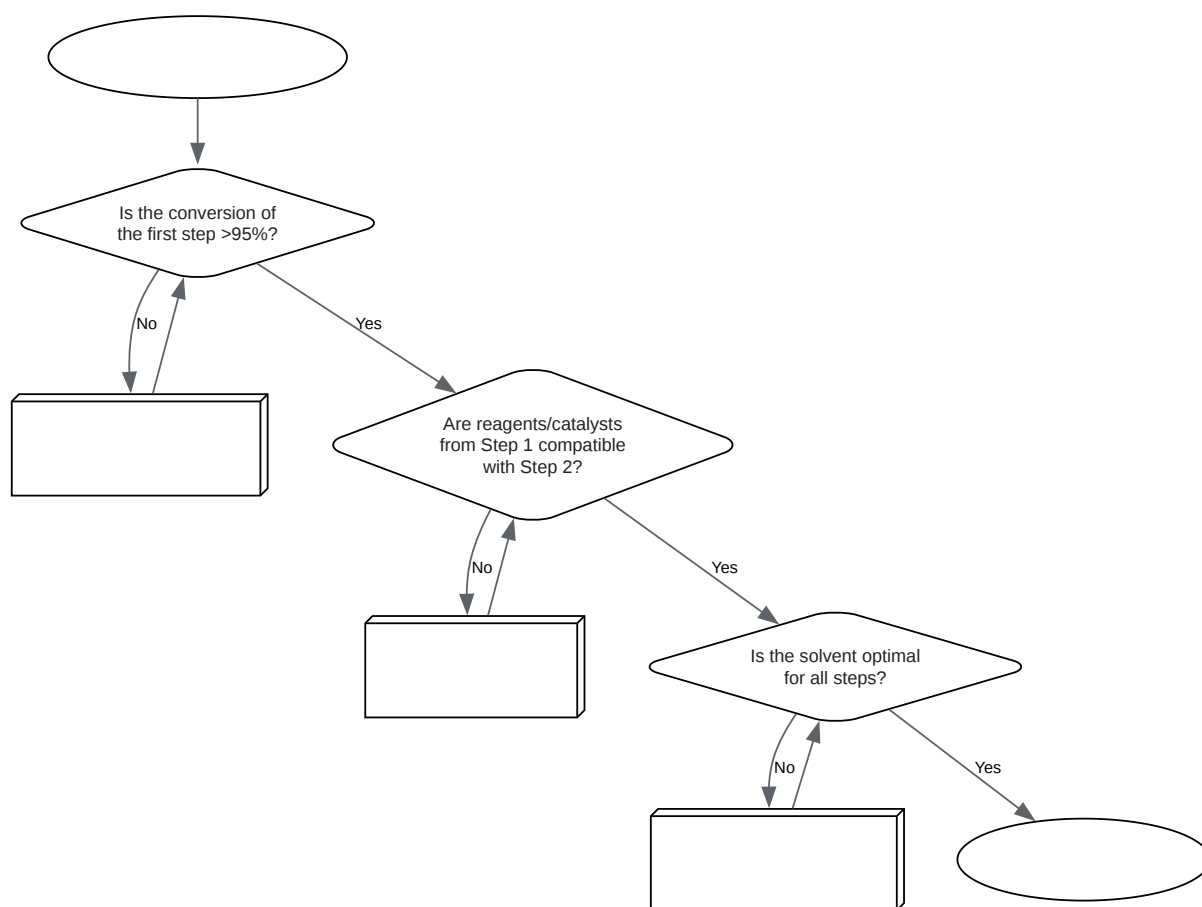 Is the conversion of
the first step >95%?
No
Yes
Are reagents/catalysts
from Step 1 compatible
with Step 2?
No
Yes
Is the solvent optimal
for all steps?
No
Yes